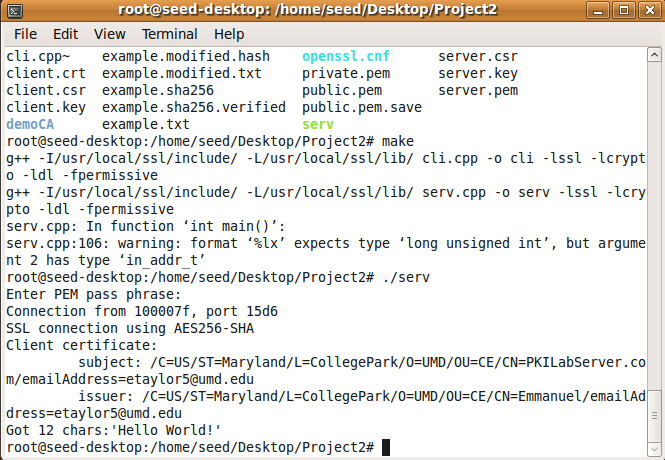 root@seed-desktop: /home/seed/Desktop/Project2
File Edit View Terminal Help
cli.cpp~ example.modified.hash openssl.cnf server.csr
client.crt example.modified.txt private.pem server.key
client.csr example.sha256 public.pem server.pem
client.key example.sha256.verified public.pem.save
demoCA example.txt serv
root@seed-desktop:/home/seed/Desktop/Project2# make
g++ -I/usr/local/ssl/include/ -L/usr/local/ssl/lib/ cli.cpp -o cli -lssl -lcrypt
o -ldl -fpermissive
g++ -I/usr/local/ssl/include/ -L/usr/local/ssl/lib/ serv.cpp -o serv -lssl -lcry
pto -ldl -fpermissive
serv.cpp: In function ‘int main()’:
serv.cpp:106: warning: format ‘%lx’ expects type ‘long unsigned int’, but argume
nt 2 has type ‘in_addr_t’
root@seed-desktop:/home/seed/Desktop/Project2# ./serv
Enter PEM pass phrase:
Connection from 100007f, port 15d6
SSL connection using AES256-SHA
Client certificate:
subject: /C=US/ST=Maryland/L=CollegePark/O=UMD/OU=CE/CN=PKILabServer.co
m/emailAddress=etaylor5@umd.edu
issuer: /C=US/ST=Maryland/L=CollegePark/O=UMD/OU=CE/CN=Emmanuel/emailAd
dress=etaylor5@umd.edu
Got 12 chars:'Hello World!'
root@seed-desktop:/home/seed/Desktop/Project2#